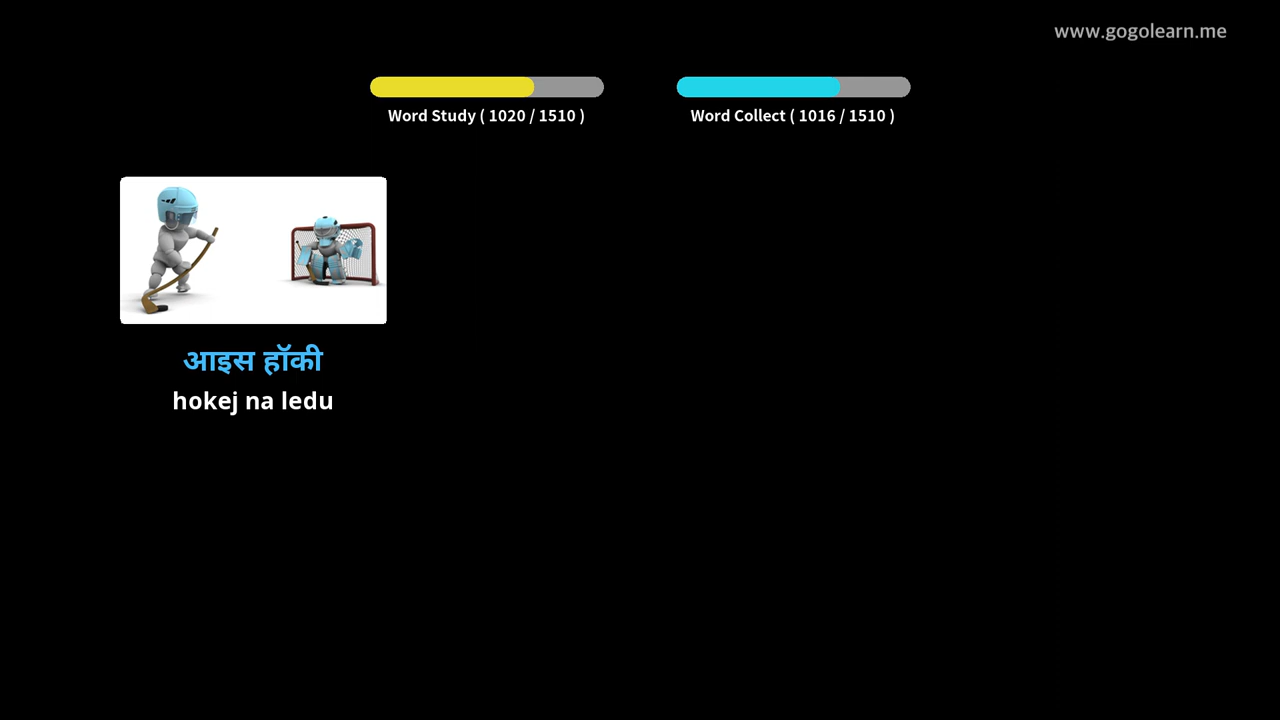 www.gogolearn.me
Word Study ( 1020 / 1510 )
Word Collect ( 1016 / 1510 )
आइस हॉकी
hokej na ledu